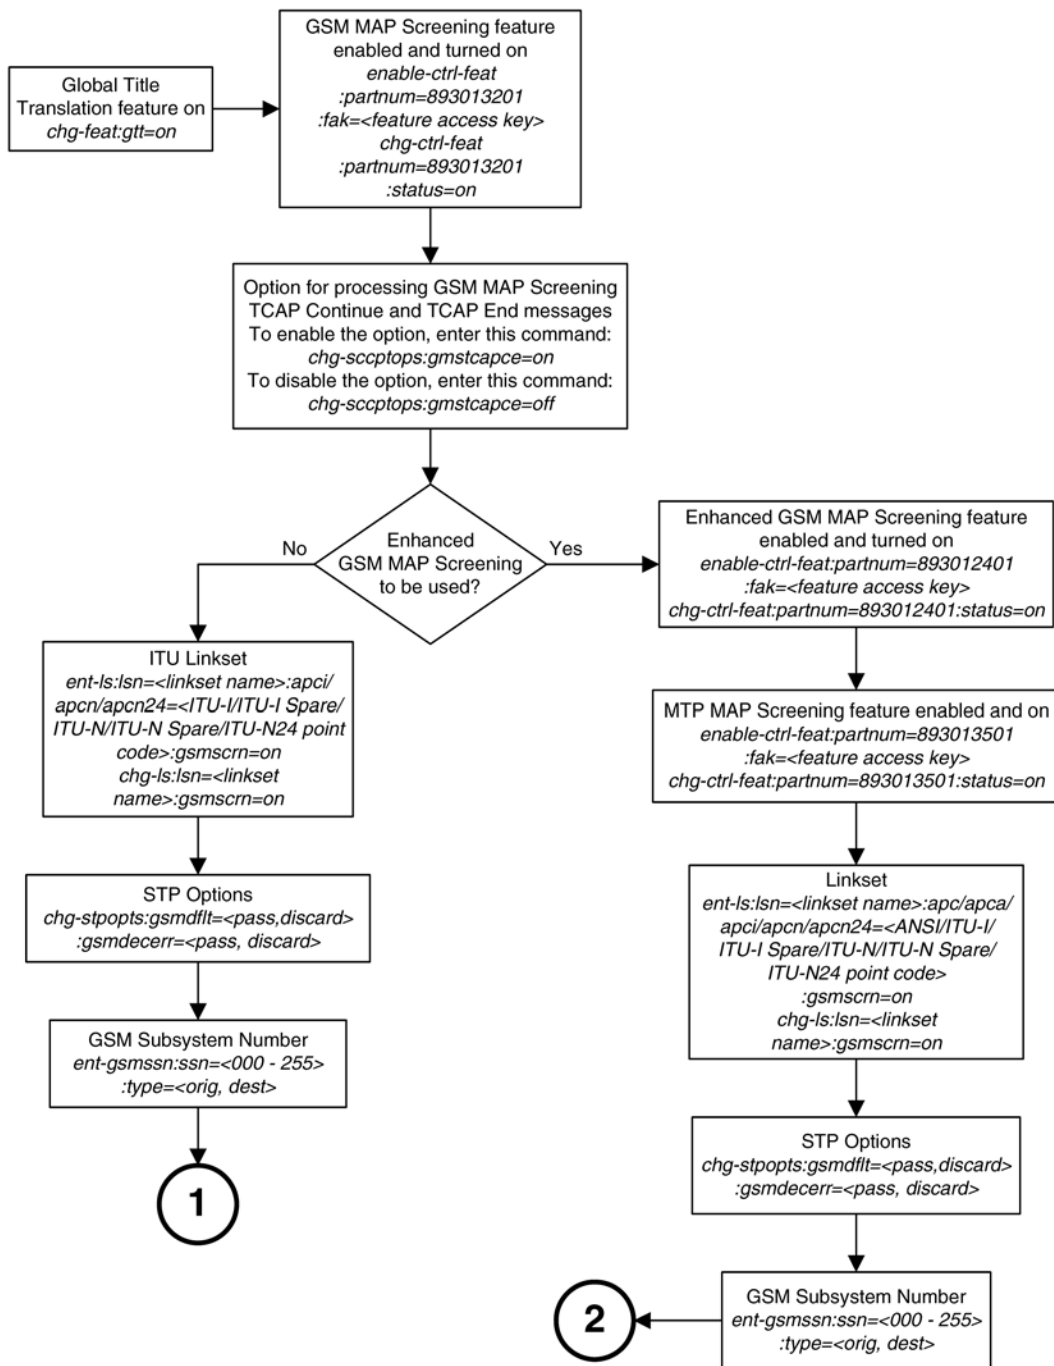 Global Title
Translation feature on
chg-feat:gtt=on
GSM MAP Screening feature
enabled and turned on
enable-ctrl-feat
:partnum=893013201
:fak=<feature access key>
chg-ctrl-feat
:partnum=893013201
:status=on
Option for processing GSM MAP Screening
TCAP Continue and TCAP End messages
To enable the option, enter this command:
chg-sccptops:gmstcapce=on
To disable the option, enter this command:
chg-sccptops:gmstcapce=off
Enhanced
GSM MAP Screening
to be used?
No
Yes
ITU Linkset
ent-ls:lsn=<linkset name>:apci/
apcn/apcn24=<ITU-I/ITU-I Spare/
ITU-N/ITU-N Spare/ITU-N24 point
code>:gsmscrn=on
chg-ls:lsn=<linkset
name>:gsmscrn=on
STP Options
chg-stpopts:gsmdflt=<pass,discard>
:gsmdecerr=<pass, discard>
GSM Subsystem Number
ent-gsmssn:ssn=<000 - 255>
:type=<orig, dest>
1
Enhanced GSM MAP Screening feature
enabled and turned on
enable-ctrl-feat:partnum=893012401
:fak=<feature access key>
chg-ctrl-feat:partnum=893012401:status=on
MTP MAP Screening feature enabled and on
enable-ctrl-feat:partnum=893013501
:fak=<feature access key>
chg-ctrl-feat:partnum=893013501:status=on
Linkset
ent-ls:lsn=<linkset name>:apc/apca/
apci/apcn/apcn24=<ANSI/ITU-I/
ITU-I Spare/ITU-N/ITU-N Spare/
ITU-N24 point code>
:gsmscrn=on
chg-ls:lsn=<linkset
name>:gsmscrn=on
STP Options
chg-stpopts:gsmdflt=<pass,discard>
:gsmdecerr=<pass, discard>
GSM Subsystem Number
ent-gsmssn:ssn=<000 - 255>
:type=<orig, dest>
2